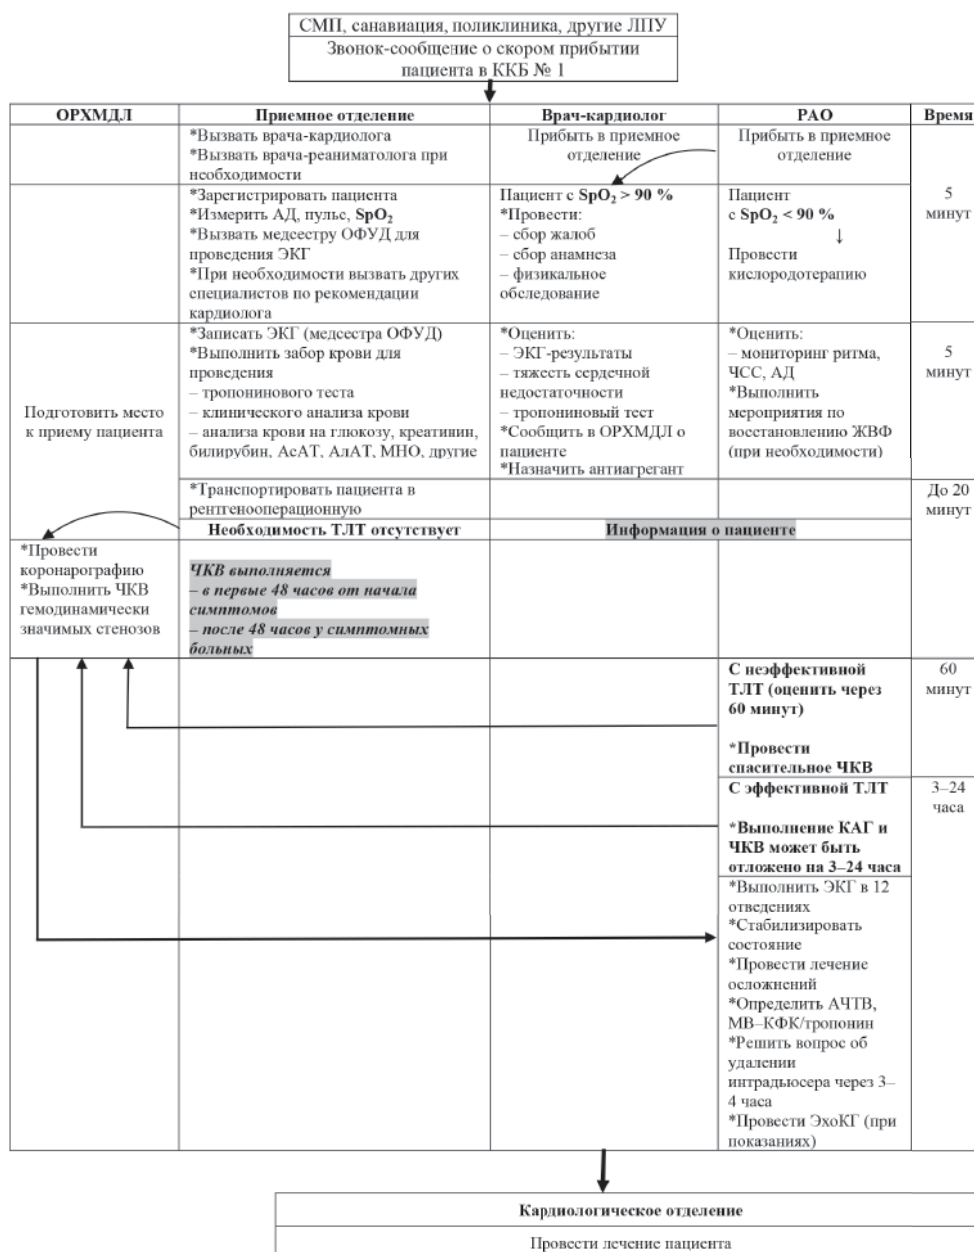 СМП, санавиация, поликлиника, другие ЛПУ
Звонок-сообщение о скором прибытии
пациента в ККБ № 1
ОРХМДЛ
Приемное отделение
Врач-кардиолог
РАО
Время
*Вызвать врача-кардиолога
*Вызвать врача-реаниматолога при
необходимости
Прибыть в приемное
отделение
Прибыть в приемное
отделение
*Зарегистрировать пациента
*Измерить АД, пульс, SpO₂
*Вызвать медсестру ОФУД для
проведения ЭКГ
*При необходимости вызвать других
специалистов по рекомендации
кардиолога
Пациент с SpO₂ > 90 %
*Провести:
– сбор жалоб
– сбор анамнеза
– физикальное
обследование
Пациент
с SpO₂ < 90 %
↓
Провести
кислородотерапию
5
минут
Подготовить место
к приему пациента
*Записать ЭКГ (медсестра ОФУД)
*Выполнить забор крови для
проведения
– тропонинового теста
– клинического анализа крови
– анализа крови на глюкозу, креатинин,
билирубин, АсАТ, АлАТ, МНО, другие
*Оценить:
– ЭКГ-результаты
– тяжесть сердечной
недостаточности
– тропониновый тест
*Сообщить в ОРХМДЛ о
пациенте
*Назначить антиагрегант
*Оценить:
– мониторинг ритма,
ЧСС, АД
*Выполнить
мероприятия по
восстановлению ЖВФ
(при необходимости)
5
минут
*Транспортировать пациента в
рентгенооперационную
До 20
минут
Необходимость ТЛТ отсутствует
Информация о пациенте
*Провести
коронарографию
*Выполнить ЧКВ
гемодинамически
значимых стенозов
ЧКВ выполняется
– в первые 48 часов от начала
симптомов
– после 48 часов у симптомных
больных
С неэффективной
ТЛТ (оценить через
60 минут)
*Провести
спасительное ЧКВ
60
минут
С эффективной ТЛТ
*Выполнение КАГ и
ЧКВ может быть
отложено на 3–24 часа
3–24
часа
*Выполнить ЭКГ в 12
отведениях
*Стабилизировать
состояние
*Провести лечение
осложнений
*Определить АЧТВ,
МВ–КФК/тропонин
*Решить вопрос об
удалении
интрадьюсера через 3–
4 часа
*Провести ЭхоКГ (при
показаниях)
Кардиологическое отделение
Провести лечение пациента